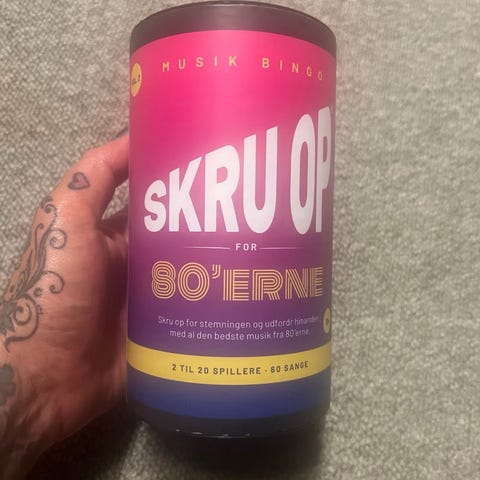 MUSIK BINGO
SKRU OP
FOR
80'ERNE
Skru op for stemningen og udfordr hinanden
med al den bedste musik fra 80'erne.
2 TIL 20 SPILLERE · 60 SANGE